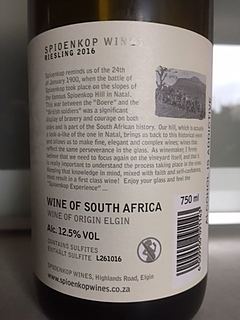 SPIOENKOP WINES
RIESLING 2016
Spioenkop reminds us of the 24th
of January 1900, when the battle of
Spioenkop took place on the slopes of
the famous Spioenkop Hill in Natal.
This war between the "Boere" and the
"British soldiers" was a significant
display of bravery and courage on both
sides and is part of the South African history. Our hill, which is actually
a look-a-like of the one in Natal, brings us back to this historical event
and allows us to make fine, elegant and complex wines; wines that
reflect the same perseverance in the glass. As winemaker, I firmly
believe that we need to focus again on the vineyard itself, and that it
is really important to understand the process taking place in the vine.
Blending that knowledge in mind, mixed with faith and self-confidence,
must result in a first class wine! Enjoy your glass and feel the
"Spioenkop Experience" ...
WINE OF SOUTH AFRICA
WINE OF ORIGIN ELGIN
750 ml
Alc. 12.5% VOL
CONTAINS SULFITES
L261016
SPIOENKOP WINES, Highlands Road, Elgin
www.spioenkopwines.co.za